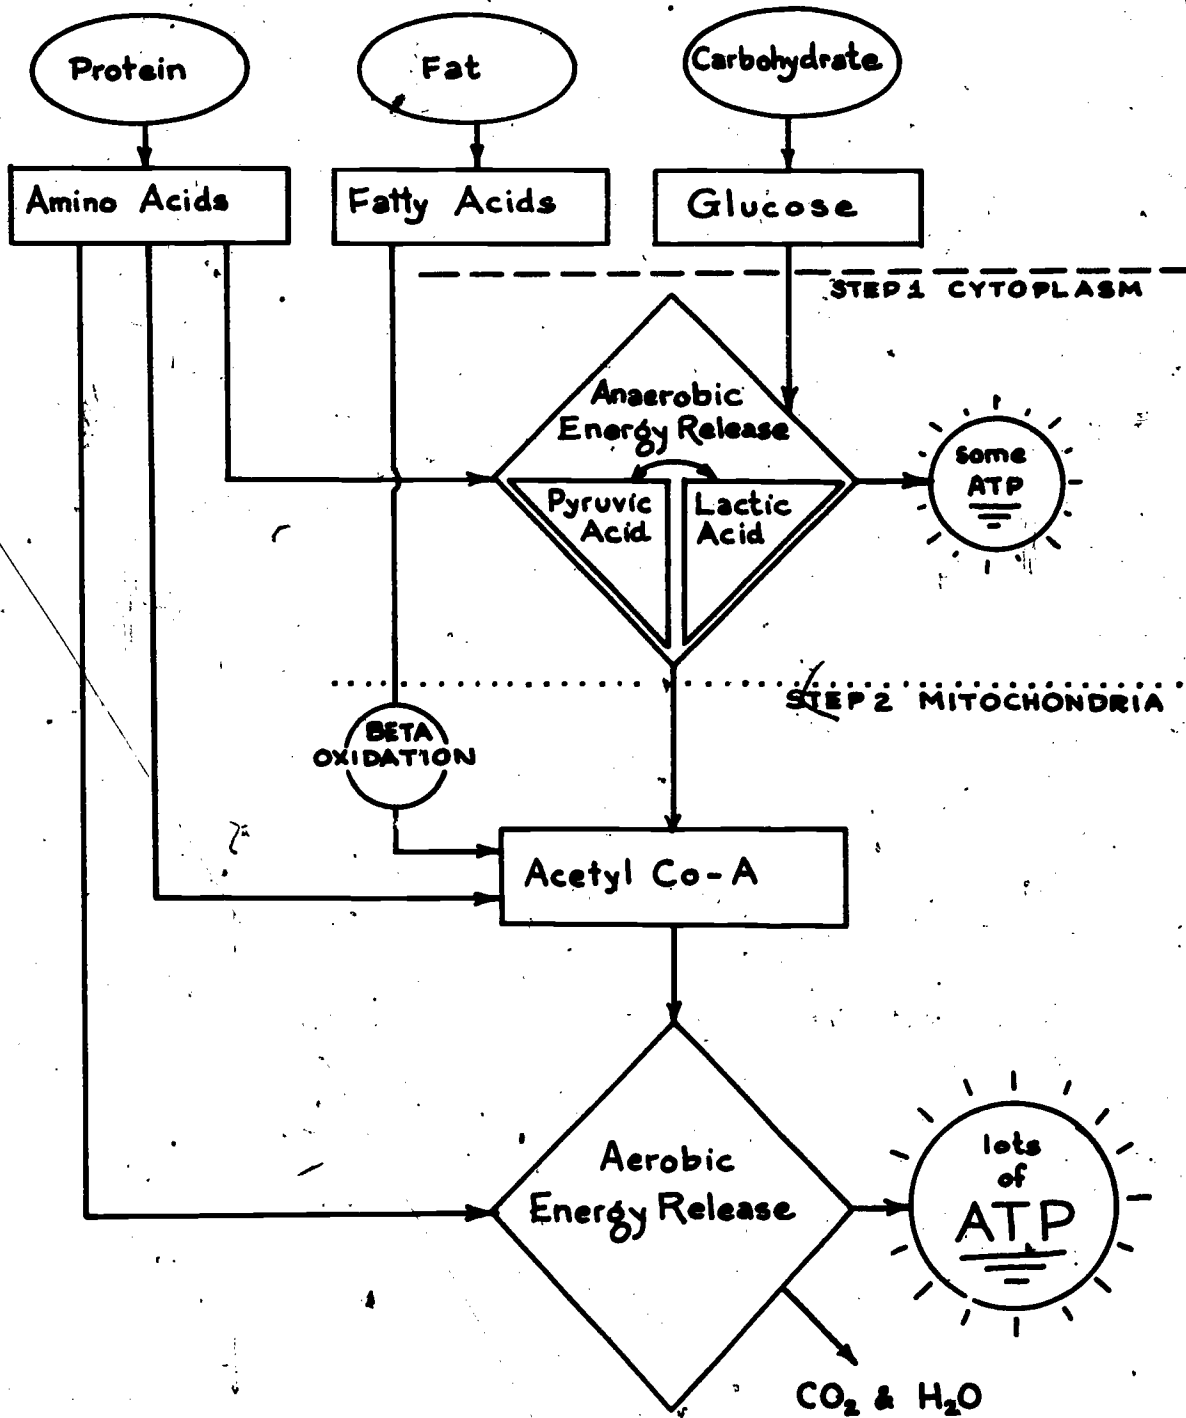 Protein
Fat
Carbohydrate
Amino Acids
Fatty Acids
Glucose
STEP 1 CYTOPLASM
Anaerobic
Energy Release
some
ATP
Pyruvic
Acid
Lactic
Acid
STEP 2 MITOCHONDRIA
BETA
OXIDATION
Acetyl Co-A
Aerobic
Energy Release
lots
of
ATP
CO₂ & H₂O